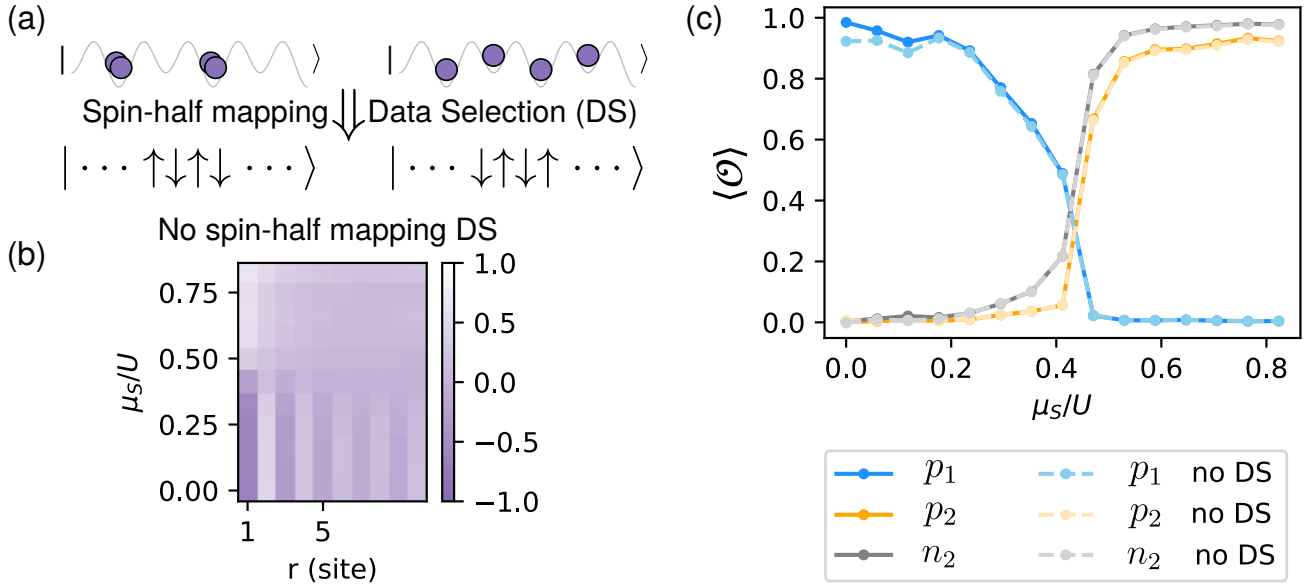 (a)
| ⟩ | ⟩
Spin-half mapping Data Selection (DS)
| · · · ↑↓↑↓ · · · ⟩ | · · · ↓↑↓↑ · · · ⟩
No spin-half mapping DS
(b)
μS/U
0.75
0.50
0.25
0.00
1 5
r (site)
1.0
0.5
0.0
−0.5
−1.0
(c)
⟨𝒪⟩
1.0
0.8
0.6
0.4
0.2
0.0
0.0 0.2 0.4 0.6 0.8
μS/U
p1 p1 no DS
p2 p2 no DS
n2 n2 no DS